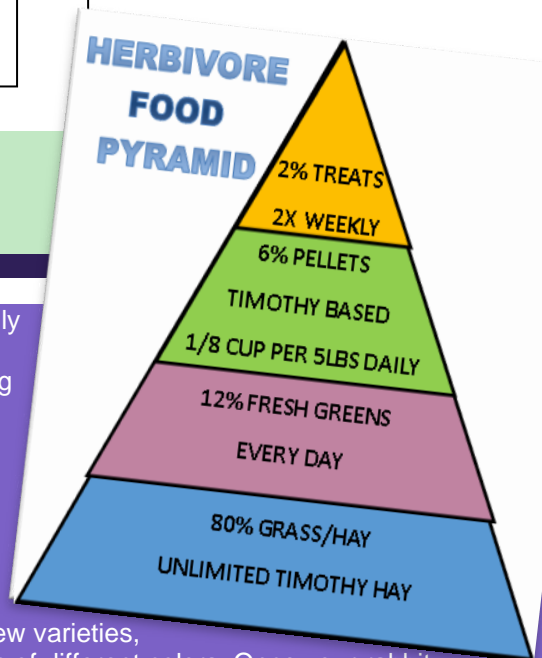 HERBIVORE
FOOD
PYRAMID
2% TREATS
2X WEEKLY
6% PELLETS
TIMOTHY BASED
1/8 CUP PER 5LBS DAILY
12% FRESH GREENS
EVERY DAY
80% GRASS/HAY
UNLIMITED TIMOTHY HAY
ly
g
ew varieties,